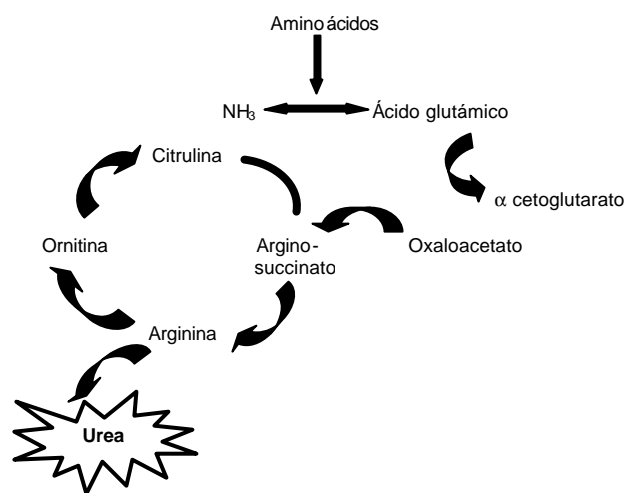 Amino ácidos
NH₃
Ácido glutámico
Citrulina
α cetoglutarato
Ornitina
Argino-
succinato
Oxaloacetato
Arginina
Urea